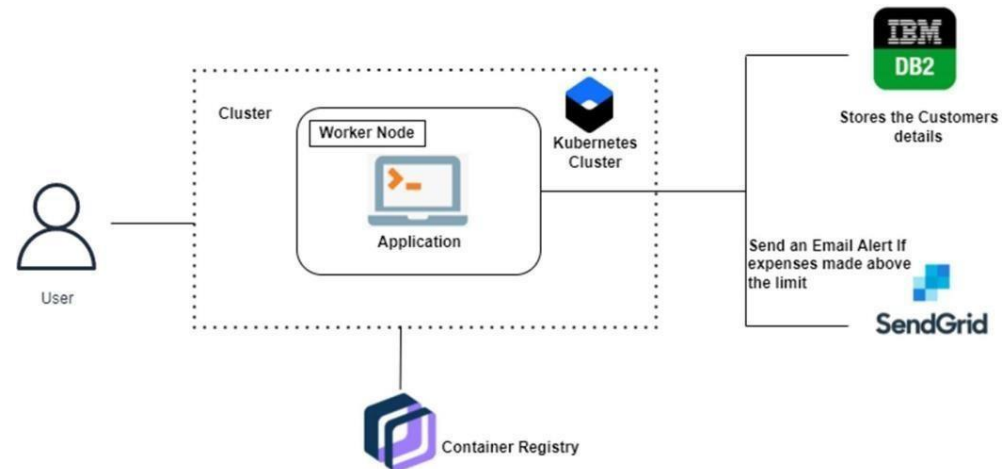 IBM
DB2
Stores the Customers
details
Cluster
Worker Node
Kubernetes
Cluster
Application
User
Send an Email Alert If
expenses made above
the limit
SendGrid
Container Registry